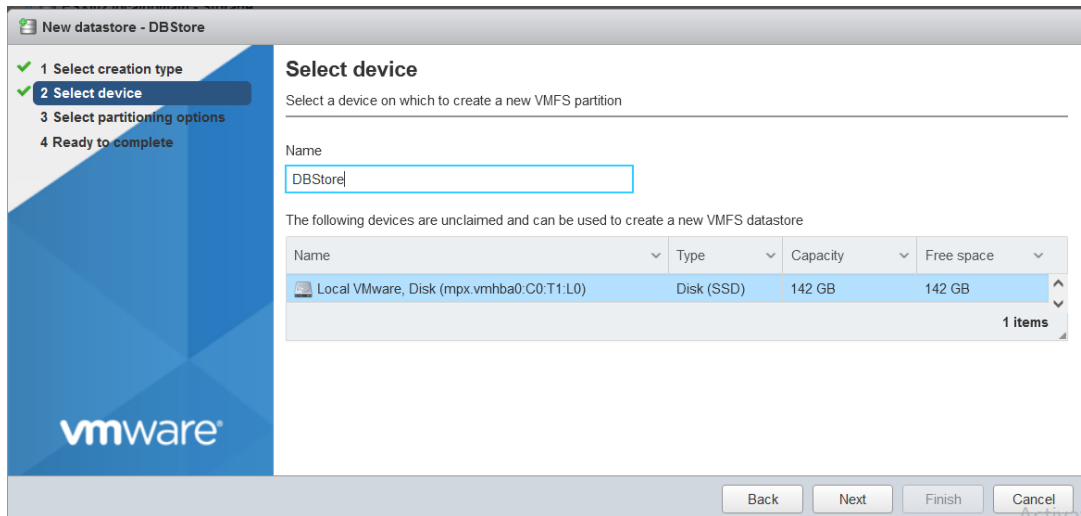 New datastore - DBStore
1 Select creation type
2 Select device
3 Select partitioning options
4 Ready to complete
vmware®
Select device
Select a device on which to create a new VMFS partition
Name
DBStore
The following devices are unclaimed and can be used to create a new VMFS datastore
Name Type Capacity Free space
Local VMware, Disk (mpx.vmhba0:C0:T1:L0) Disk (SSD) 142 GB 142 GB
1 items
Back Next Finish Cancel